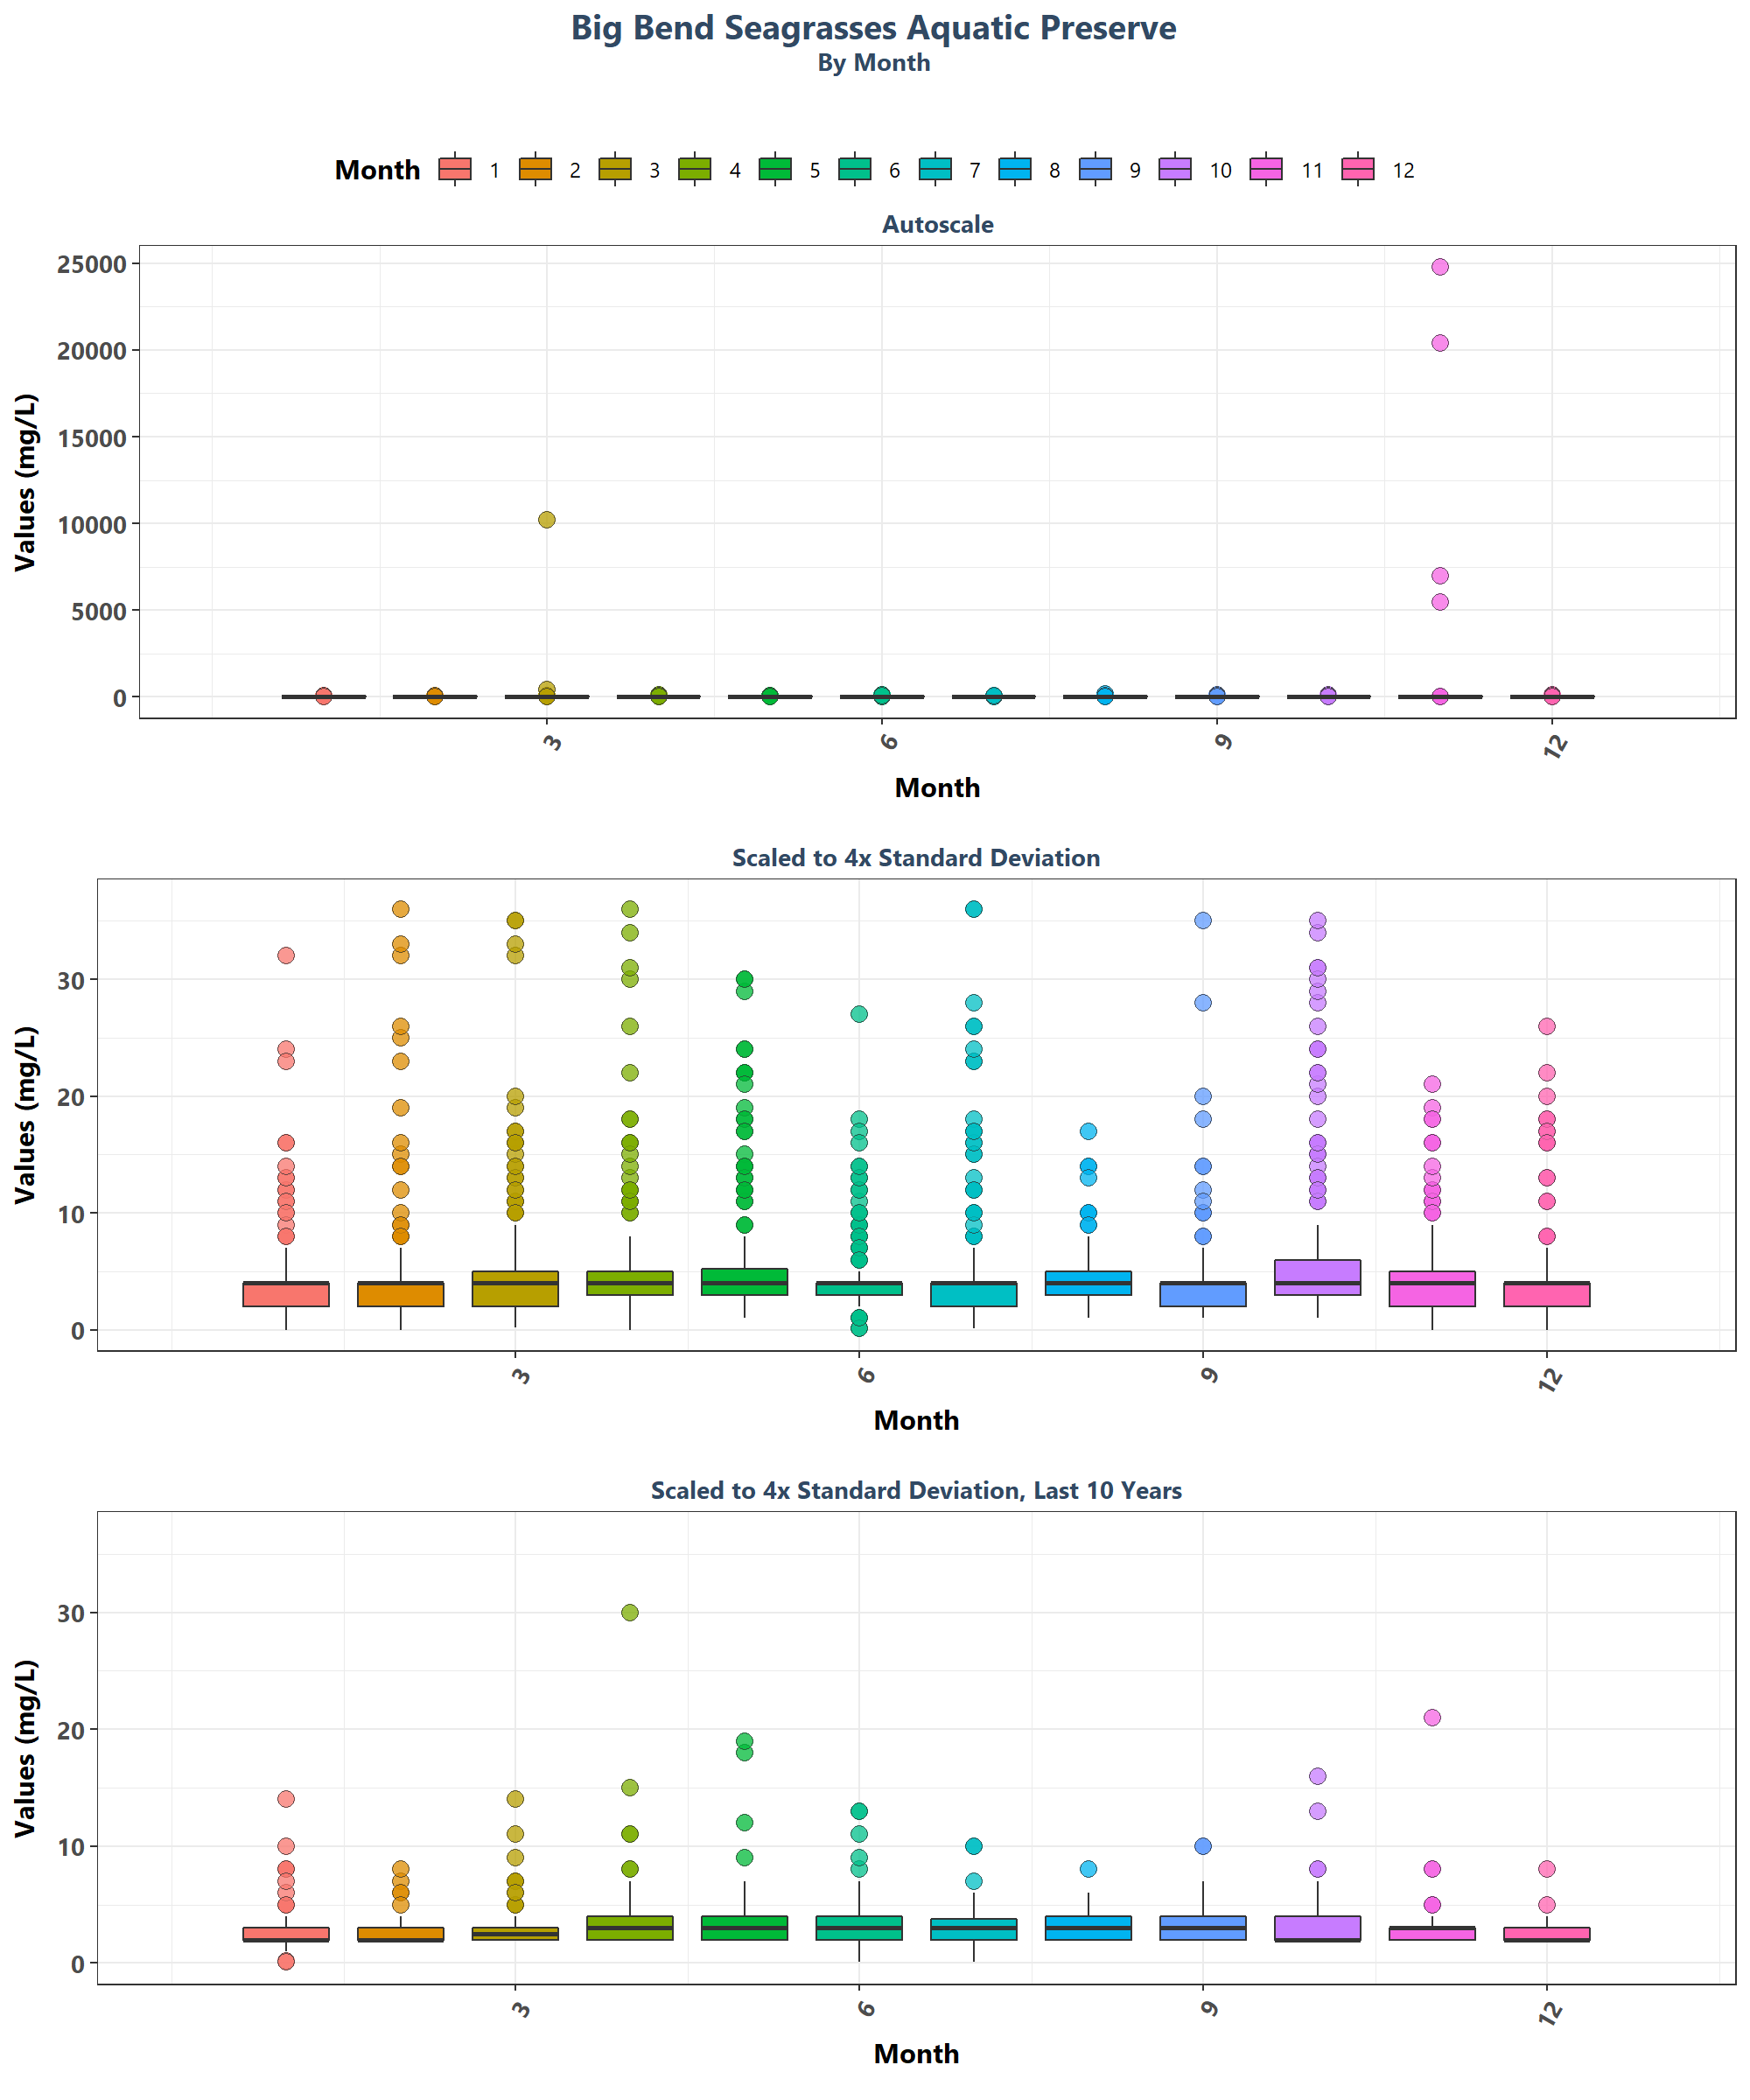 Big Bend Seagrasses Aquatic Preserve
By Month
Month 1 2 3 4 5 6 7 8 9 10 11 12
Autoscale
Values (mg/L)
25000
20000
15000
10000
5000
0
3 6 9 12
Month
Scaled to 4x Standard Deviation
Values (mg/L)
30
20
10
0
3 6 9 12
Month
Scaled to 4x Standard Deviation, Last 10 Years
Values (mg/L)
30
20
10
0
3 6 9 12
Month